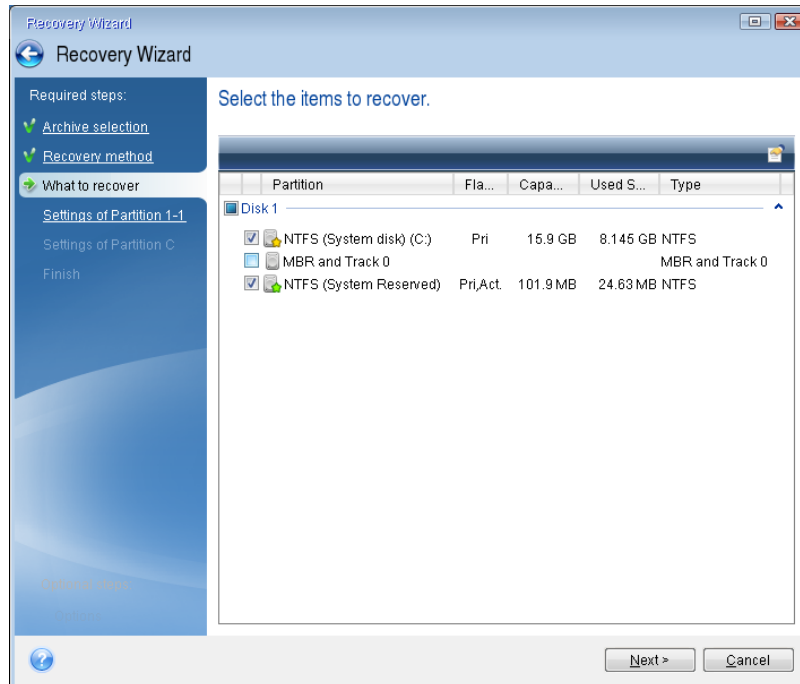 Recovery Wizard
Recovery Wizard
Required steps:
Archive selection
Recovery method
What to recover
Settings of Partition 1-1
Settings of Partition C
Finish
Select the items to recover.
Partition Fla... Capa... Used S... Type
Disk 1
NTFS (System disk) (C:) Pri 15.9 GB 8.145 GB NTFS
MBR and Track 0 MBR and Track 0
NTFS (System Reserved) Pri,Act. 101.9 MB 24.63 MB NTFS
Next > Cancel